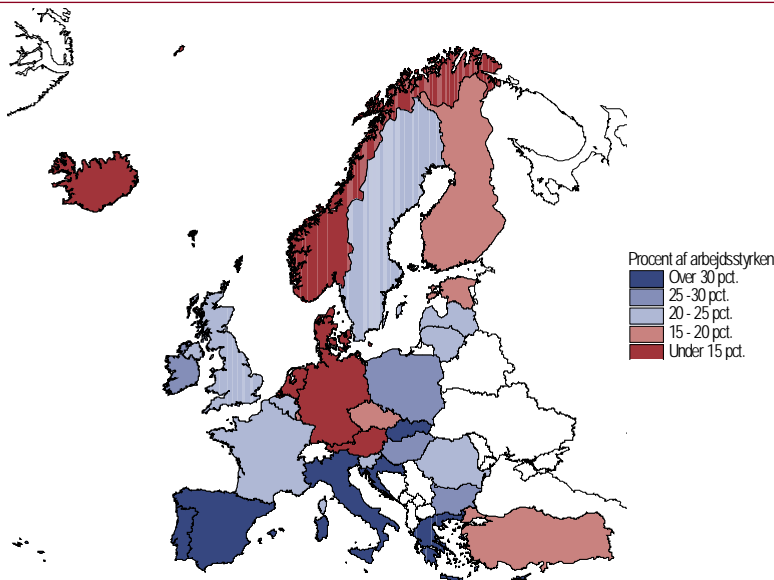 Procent af arbejdsstyrken
Over 30 pct.
25 -30 pct.
20 - 25 pct.
15 - 20 pct.
Under 15 pct.